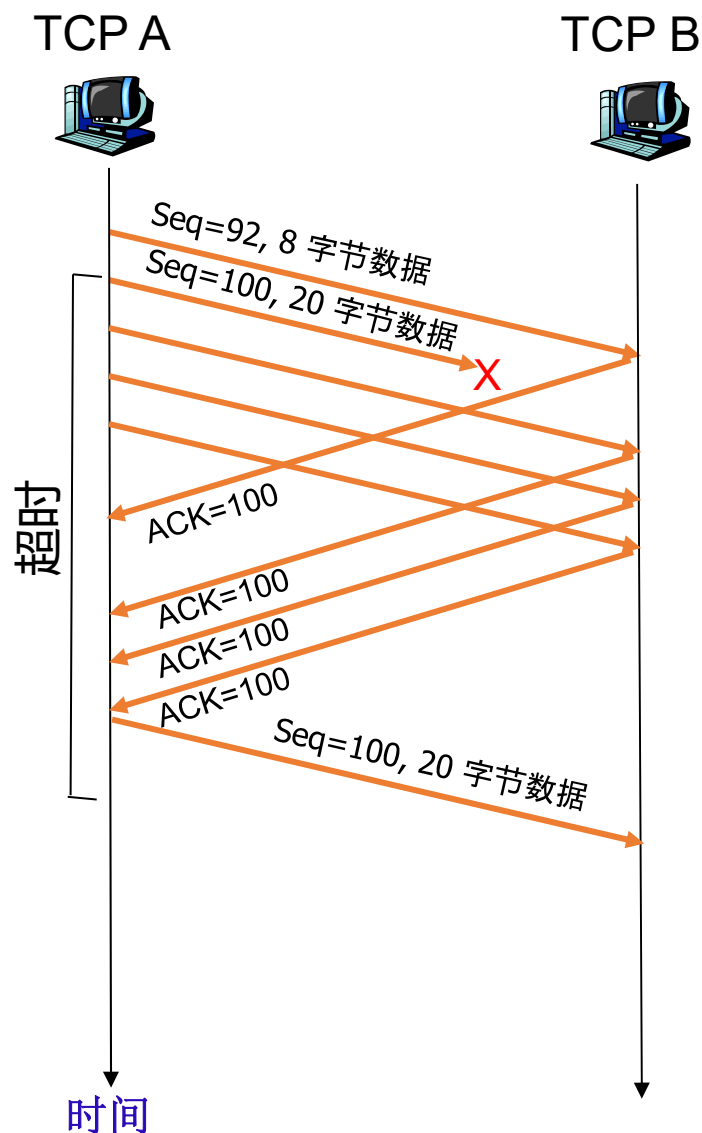 TCP A
TCP B
Seq=92, 8 字节数据
Seq=100, 20 字节数据
X
超时
ACK=100
ACK=100
ACK=100
ACK=100
Seq=100, 20 字节数据
时间